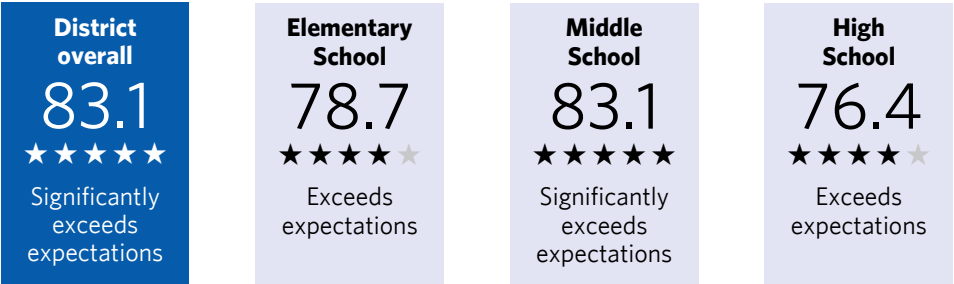 District
overall
83.1
★★★★★
Significantly
exceeds
expectations
Elementary
School
78.7
★★★★★
Exceeds
expectations
Middle
School
83.1
★★★★★
Significantly
exceeds
expectations
High
School
76.4
★★★★★
Exceeds
expectations